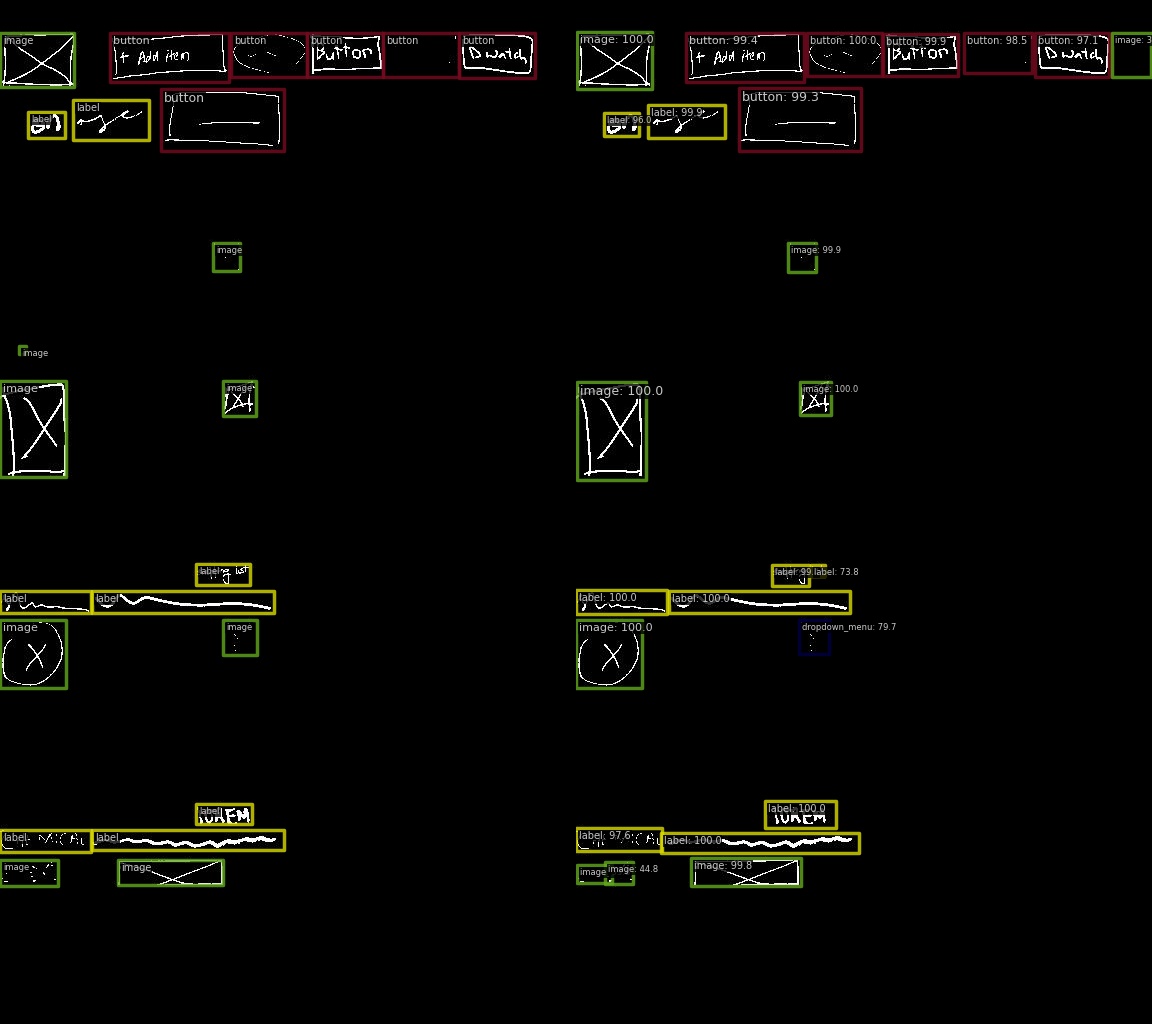 image button button button button button image: 100.0 button: 99.4 button: 100.0 button: 99.9 button: 98.5 button: 97.1 image: 3
+ Add item Button D watch + Add item Button D watch
label label button label: 96.0 label: 99.9 button: 99.3
image image: 99.9
image
image image image: 100.0 100.0
label label: 99. label: 73.8
label label label: 100.0 label: 100.0
image image image: 100.0 dropdown_menu: 79.7
label label: 100.0
LOREM LOREM
label label label: 97.6 label: 100.0
image image image image: 44.8 image: 99.8